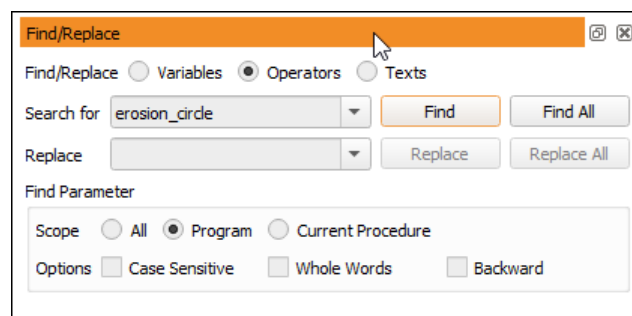 Find/Replace
Find/Replace Variables Operators Texts
Search for erosion_circle Find Find All
Replace Replace Replace All
Find Parameter
Scope All Program Current Procedure
Options Case Sensitive Whole Words Backward